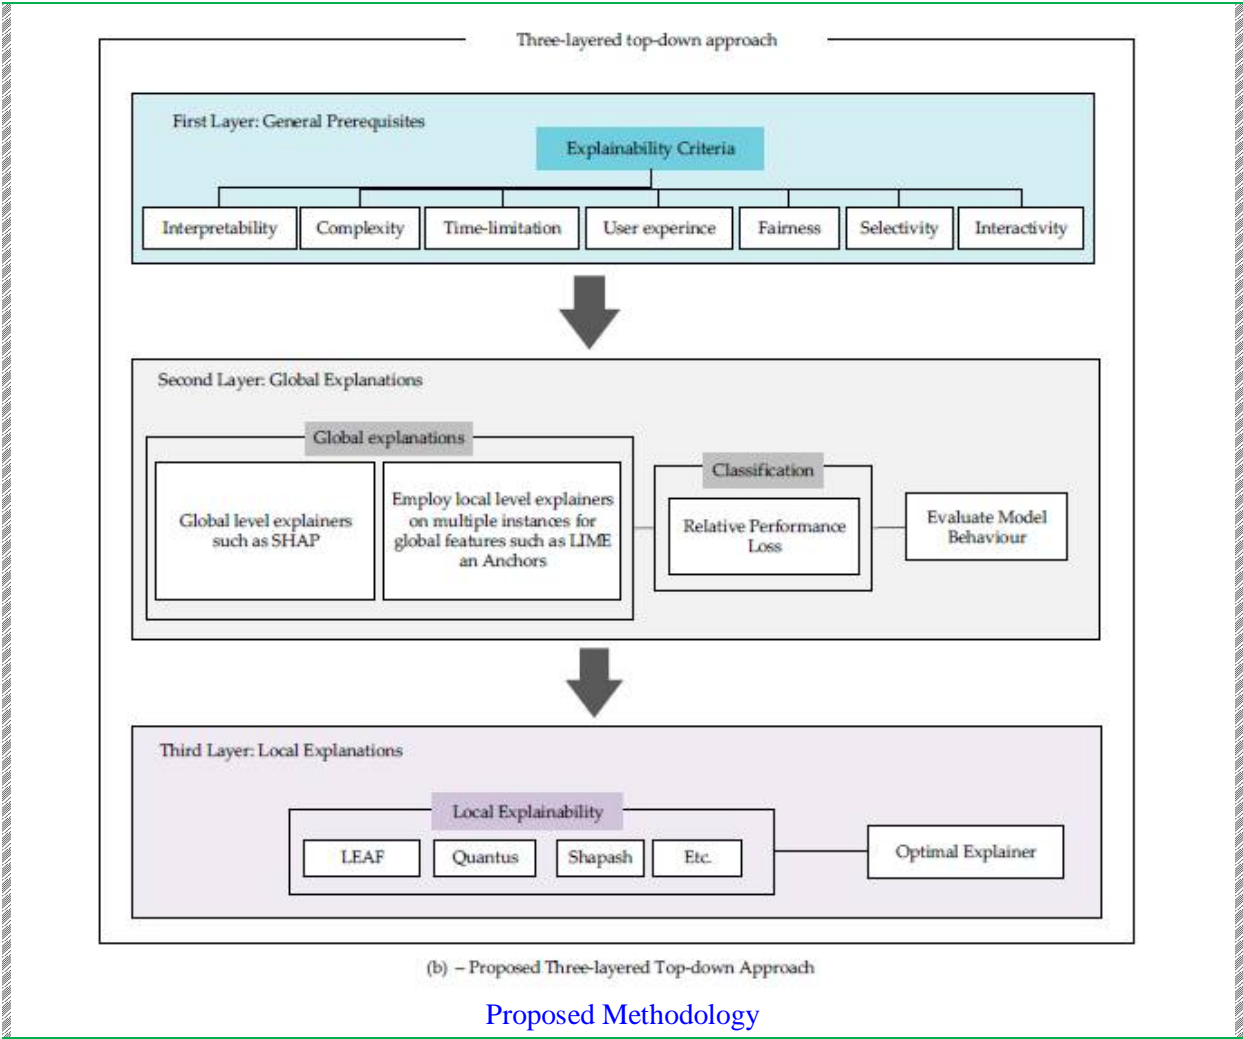 Three-layered top-down approach
First Layer: General Prerequisites
Explainability Criteria
Interpretability
Complexity
Time-limitation
User experince
Fairness
Selectivity
Interactivity
Second Layer: Global Explanations
Global explanations
Global level explainers
such as SHAP
Employ local level explainers
on multiple instances for
global features such as LIME
an Anchors
Classification
Relative Performance
Loss
Evaluate Model
Behaviour
Third Layer: Local Explanations
Local Explainability
LEAF
Quantus
Shapash
Etc.
Optimal Explainer
(b) – Proposed Three-layered Top-down Approach
Proposed Methodology